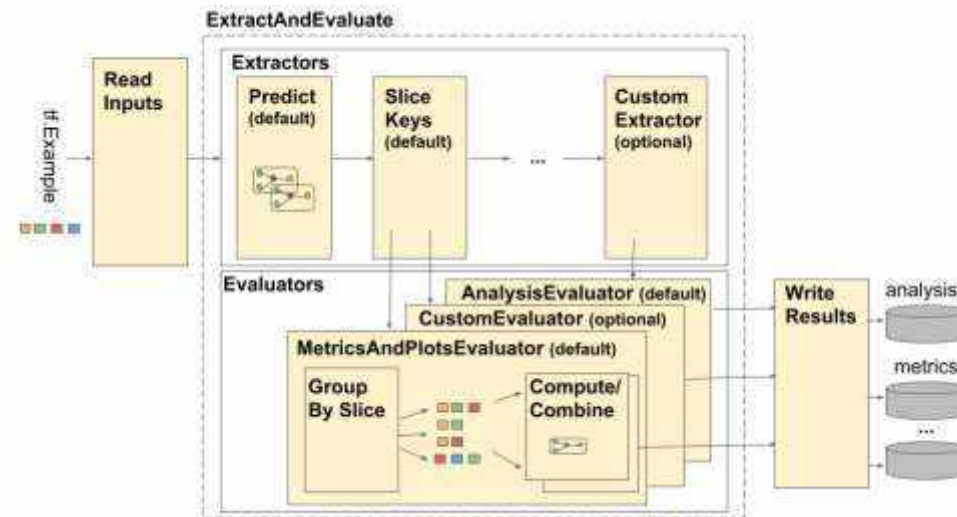 ExtractAndEvaluate
Extractors
Read
Inputs
tf.Example
Predict
(default)
Slice
Keys
(default)
...
Custom
Extractor
(optional)
Evaluators
AnalysisEvaluator (default)
CustomEvaluator (optional)
MetricsAndPlotsEvaluator (default)
Group
By Slice
Compute/
Combine
Write
Results
analysis
metrics
...